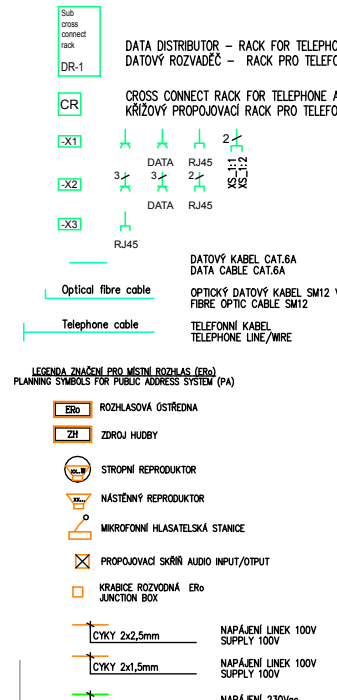 Sub
cross
connect
rack
DR-1
DATA DISTRIBUTOR – RACK FOR
DATOVÝ ROZVADĚČ – RACK PRO
CR
CROSS CONNECT RACK FOR TELEPHONE
KŘÍŽOVÝ PROPOJOVACÍ RACK PRO
-X1
2
DATA
RJ45
XS_1:1
XS_1:2
-X2
3
3
2
DATA
RJ45
-X3
RJ45
DATOVÝ KABEL CAT.6A
DATA CABLE CAT.6A
Optical fibre cable
OPTICKÝ DATOVÝ KABEL SM12
FIBRE OPTIC CABLE SM12
Telephone cable
TELEFONNÍ KABEL
TELEPHONE LINE/WIRE
LEGENDA ZNAČENÍ PRO MÍSTNÍ ROZHLAS (ERo)
PLANNING SYMBOLS FOR PUBLIC ADDRESS SYSTEM (PA)
ERo
ROZHLASOVÁ ÚSTŘEDNA
ZH
ZDROJ HUDBY
STROPNÍ REPRODUKTOR
NÁSTĚNNÝ REPRODUKTOR
MIKROFONNÍ HLASATELSKÁ STANICE
PROPOJOVACÍ SKŘÍŇ AUDIO INPUT/OTPUT
KRABICE ROZVODNÁ ERo
JUNCTION BOX
CYKY 2x2,5mm
NAPÁJENÍ LINEK 100V
SUPPLY 100V
CYKY 2x1,5mm
NAPÁJENÍ LINEK 100V
SUPPLY 100V